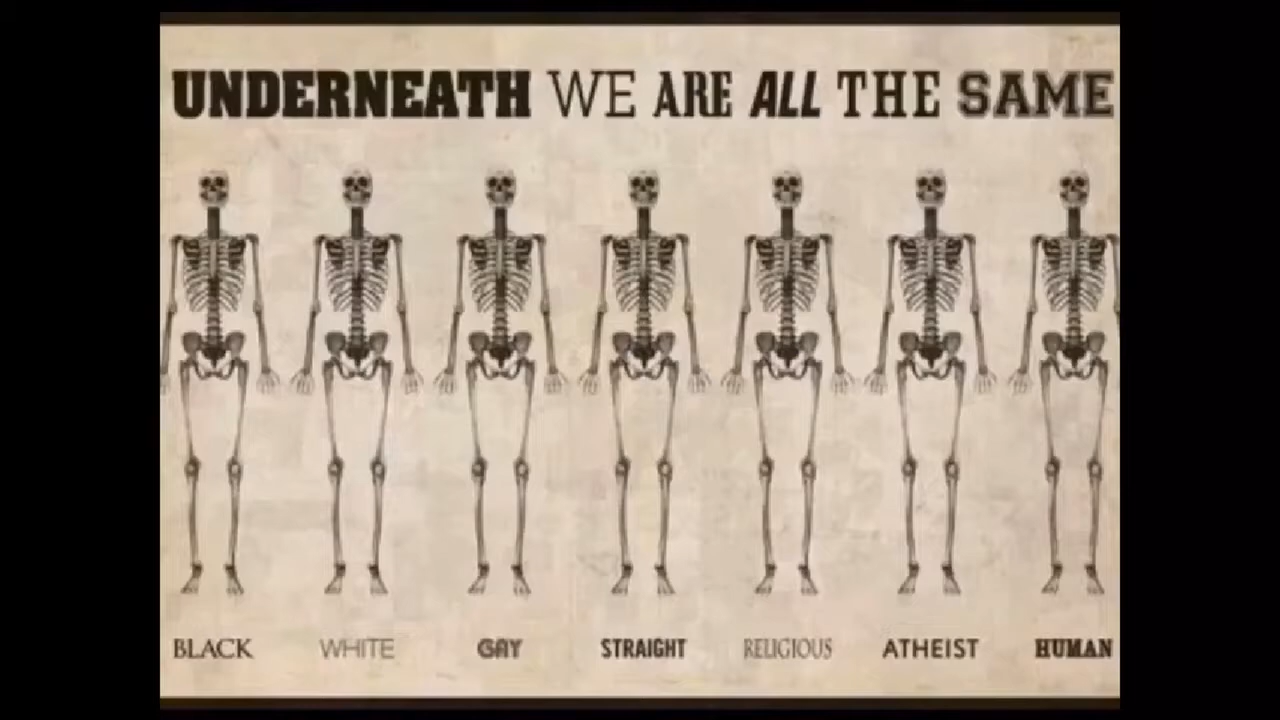 UNDERNEATH WE ARE ALL THE SAME
BLACK WHITE GAY STRAIGHT RELIGIOUS ATHEIST HUMAN